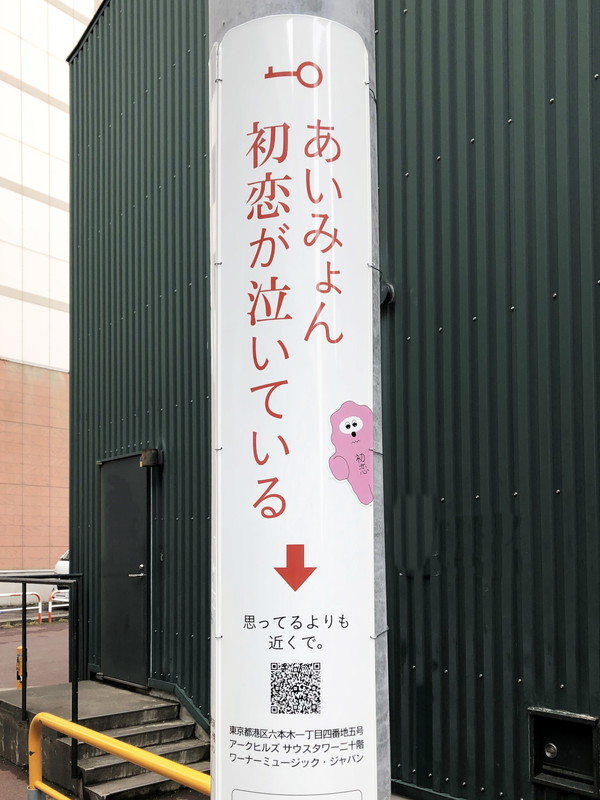 あいみょん
初恋が泣いている
初恋
思ってるよりも
近くで。
東京都港区六本木一丁目四番地五号
アークヒルズ サウスタワー二十階
ワーナーミュージック・ジャパン